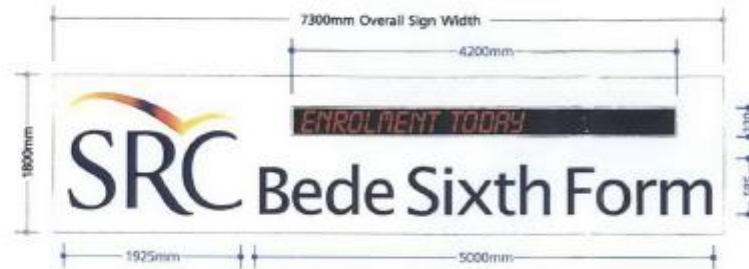 7300mm Overall Sign Width
4200mm
ENROLMENT TODAY
1800mm
SRC Bede Sixth Form
1925mm
5000mm